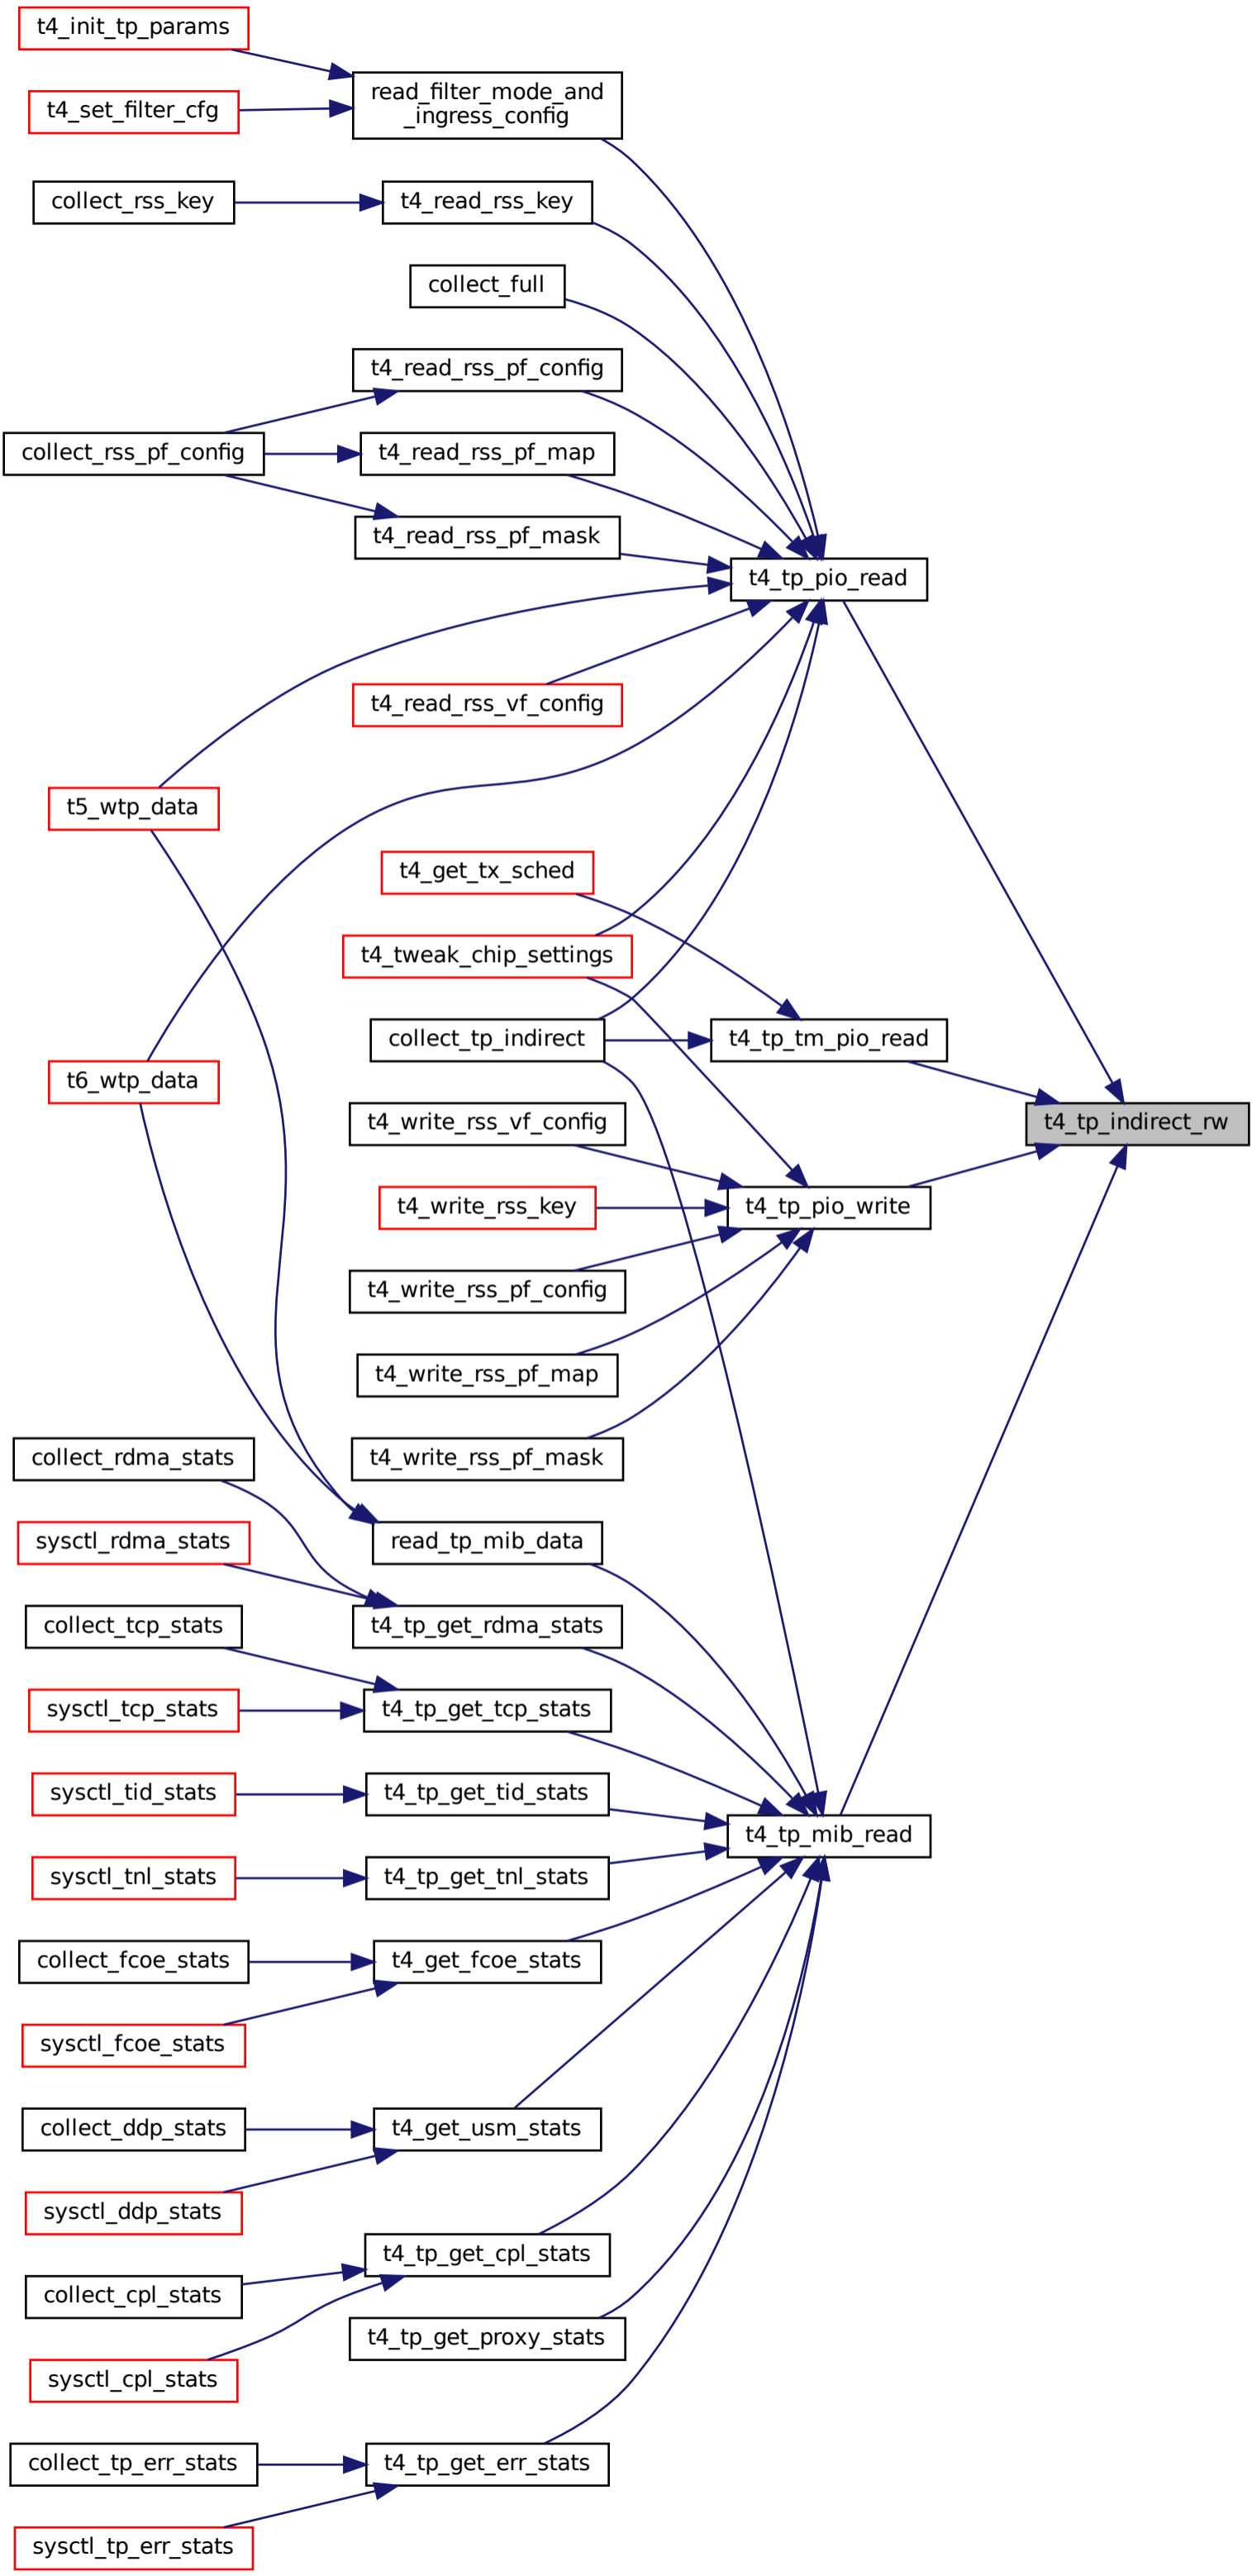 t4_init_tp_params
read_filter_mode_and
_ingress_config
t4_set_filter_cfg
collect_rss_key
t4_read_rss_key
collect_full
t4_read_rss_pf_config
collect_rss_pf_config
t4_read_rss_pf_map
t4_read_rss_pf_mask
t4_tp_pio_read
t4_read_rss_vf_config
t5_wtp_data
t4_get_tx_sched
t4_tweak_chip_settings
collect_tp_indirect
t4_tp_tm_pio_read
t6_wtp_data
t4_write_rss_vf_config
t4_tp_indirect_rw
t4_write_rss_key
t4_tp_pio_write
t4_write_rss_pf_config
t4_write_rss_pf_map
collect_rdma_stats
t4_write_rss_pf_mask
sysctl_rdma_stats
read_tp_mib_data
collect_tcp_stats
t4_tp_get_rdma_stats
sysctl_tcp_stats
t4_tp_get_tcp_stats
sysctl_tid_stats
t4_tp_get_tid_stats
t4_tp_mib_read
sysctl_tnl_stats
t4_tp_get_tnl_stats
collect_fcoe_stats
t4_get_fcoe_stats
sysctl_fcoe_stats
collect_ddp_stats
t4_get_usm_stats
sysctl_ddp_stats
t4_tp_get_cpl_stats
collect_cpl_stats
t4_tp_get_proxy_stats
sysctl_cpl_stats
collect_tp_err_stats
t4_tp_get_err_stats
sysctl_tp_err_stats